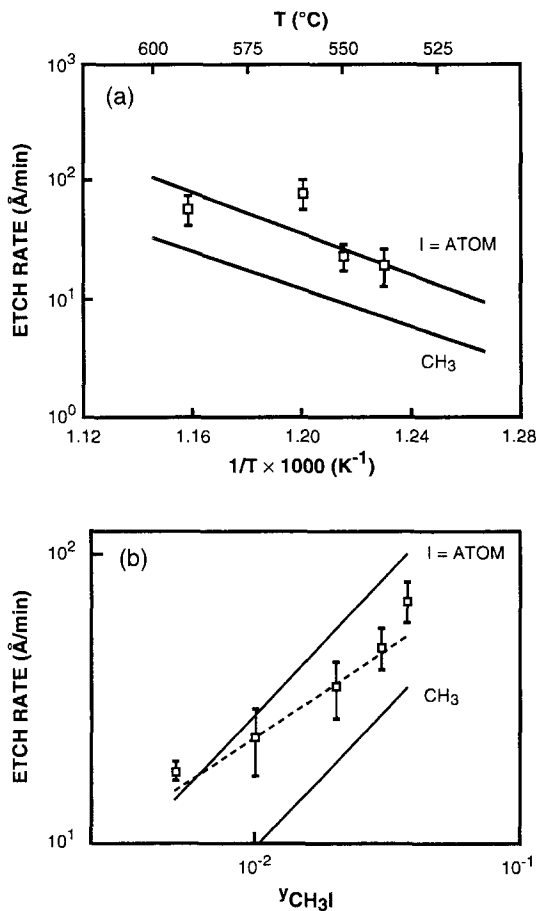 T (°C)
600 575 550 525
10³
(a)
10²
I = ATOM
ETCH RATE (Å/min)
10¹
CH₃
10⁰
1.12 1.16 1.20 1.24 1.28
1/T × 1000 (K⁻¹)
(b)
10²
I = ATOM
ETCH RATE (Å/min)
CH₃
10¹
10⁻² 10⁻¹
yCH₃I